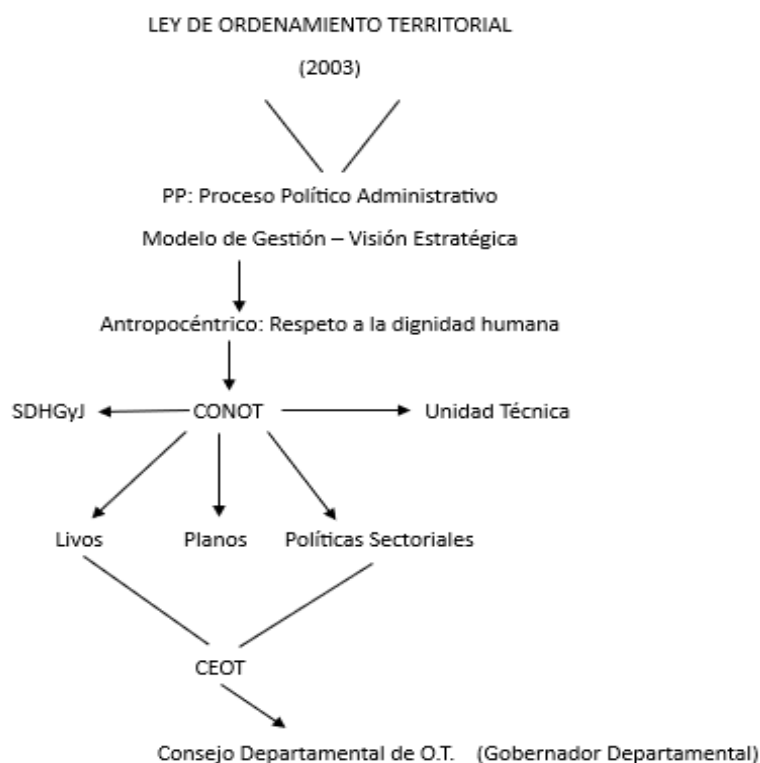 LEY DE ORDENAMIENTO TERRITORIAL
(2003)
PP: Proceso Político Administrativo
Modelo de Gestión – Visión Estratégica
Antropocéntrico: Respeto a la dignidad humana
SDHGyJ CONOT Unidad Técnica
Livos Planos Políticas Sectoriales
CEOT
Consejo Departamental de O.T. (Gobernador Departamental)